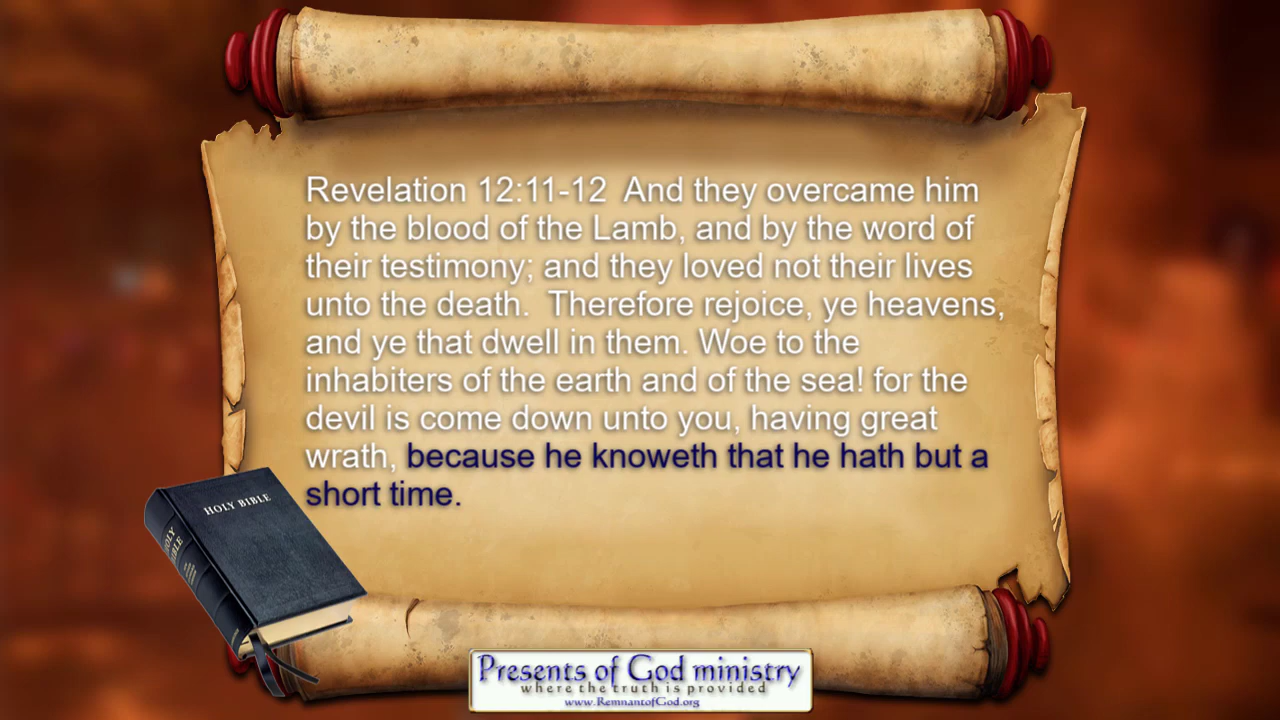 Revelation 12:11-12  And they overcame him
by the blood of the Lamb, and by the word of
their testimony; and they loved not their lives
unto the death.  Therefore rejoice, ye heavens,
and ye that dwell in them. Woe to the
inhabiters of the earth and of the sea! for the
devil is come down unto you, having great
wrath, because he knoweth that he hath but a
short time.
HOLY BIBLE
HOLY
BIBLE
Presents of God ministry
where the truth is provided
www.RemnantofGod.org